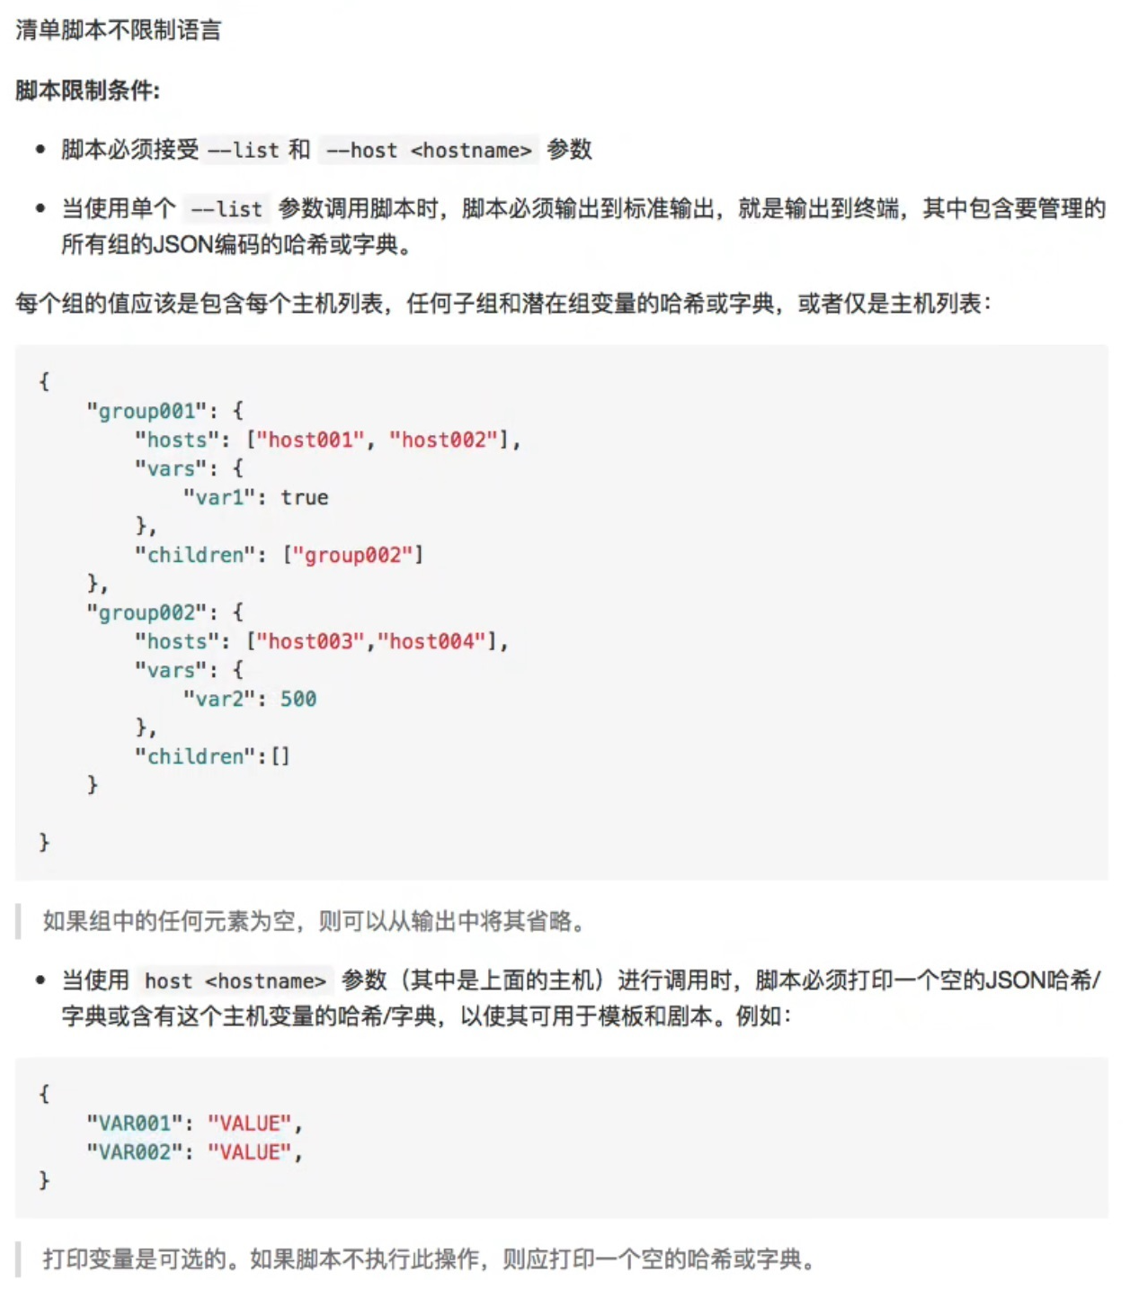 清单脚本不限制语言
脚本限制条件:
• 脚本必须接受 --list 和 --host <hostname> 参数
• 当使用单个 --list 参数调用脚本时，脚本必须输出到标准输出，就是输出到终端，其中包含要管理的
所有组的JSON编码的哈希或字典。
每个组的值应该是包含每个主机列表，任何子组和潜在组变量的哈希或字典，或者仅是主机列表：
{
    "group001": {
        "hosts": ["host001", "host002"],
        "vars": {
            "var1": true
        },
        "children": ["group002"]
    },
    "group002": {
        "hosts": ["host003","host004"],
        "vars": {
            "var2": 500
        },
        "children":[]
    }
}
如果组中的任何元素为空，则可以从输出中将其省略。
• 当使用 host <hostname> 参数（其中是上面的主机）进行调用时，脚本必须打印一个空的JSON哈希/
字典或含有这个主机变量的哈希/字典，以使其可用于模板和剧本。例如：
{
    "VAR001": "VALUE",
    "VAR002": "VALUE",
}
打印变量是可选的。如果脚本不执行此操作，则应打印一个空的哈希或字典。